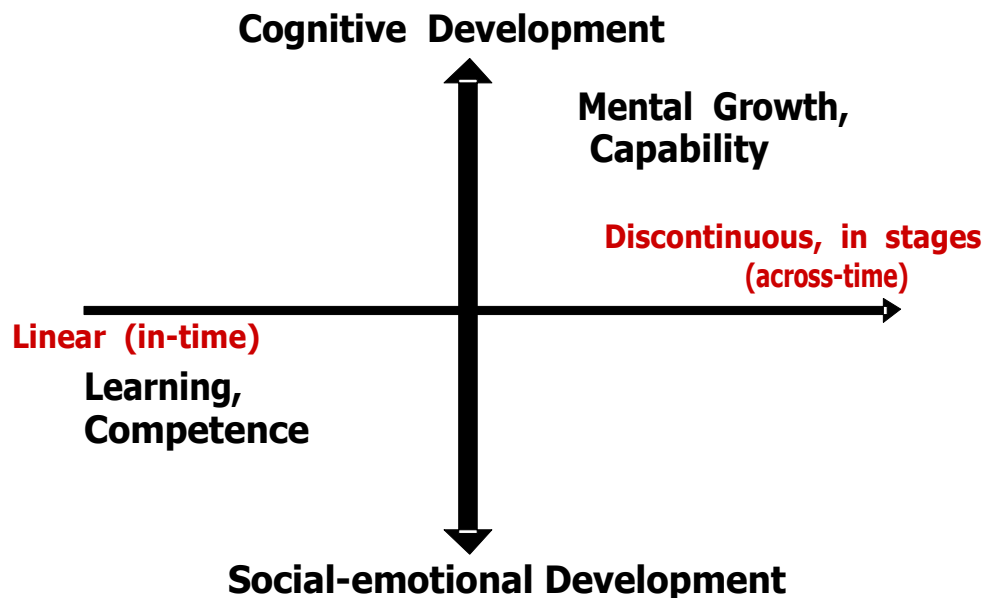 Cognitive Development
Mental Growth,
Capability
Discontinuous, in stages
(across-time)
Linear (in-time)
Learning,
Competence
Social-emotional Development